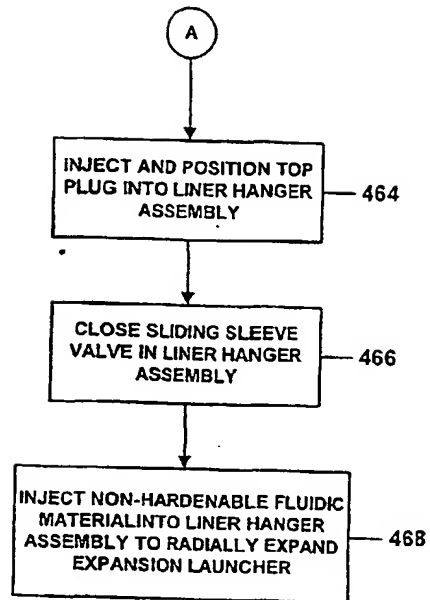 A
INJECT AND POSITION TOP
PLUG INTO LINER HANGER
ASSEMBLY
464
CLOSE SLIDING SLEEVE
VALVE IN LINER HANGER
ASSEMBLY
466
INJECT NON-HARDENABLE FLUIDIC
MATERIALINTO LINER HANGER
ASSEMBLY TO RADIALLY EXPAND
EXPANSION LAUNCHER
468